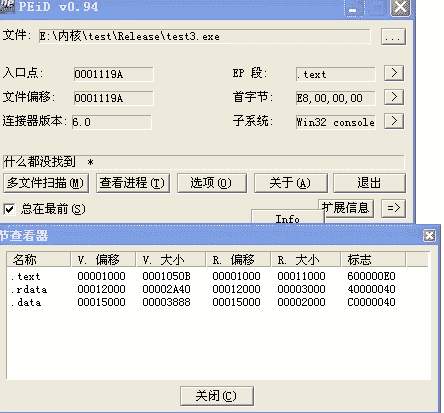 PEiD v0.94
文件: E:\内核\test\Release\test3.exe ...
入口点: 0001119A EP 段: .text >
文件偏移: 0001119A 首字节: E8,00,00,00 >
连接器版本: 6.0 子系统: Win32 console >
什么都没找到 *
多文件扫描(M) 查看进程(T) 选项(O) 关于(A) 退出
总在最前(S) Info 扩展信息 =>
节查看器
名称 V. 偏移 V. 大小 R. 偏移 R. 大小 标志
.text 00001000 0001050B 00001000 00011000 600000E0
.rdata 00012000 00002A40 00012000 00003000 40000040
.data 00015000 00003888 00015000 00002000 C0000040
关闭(C)